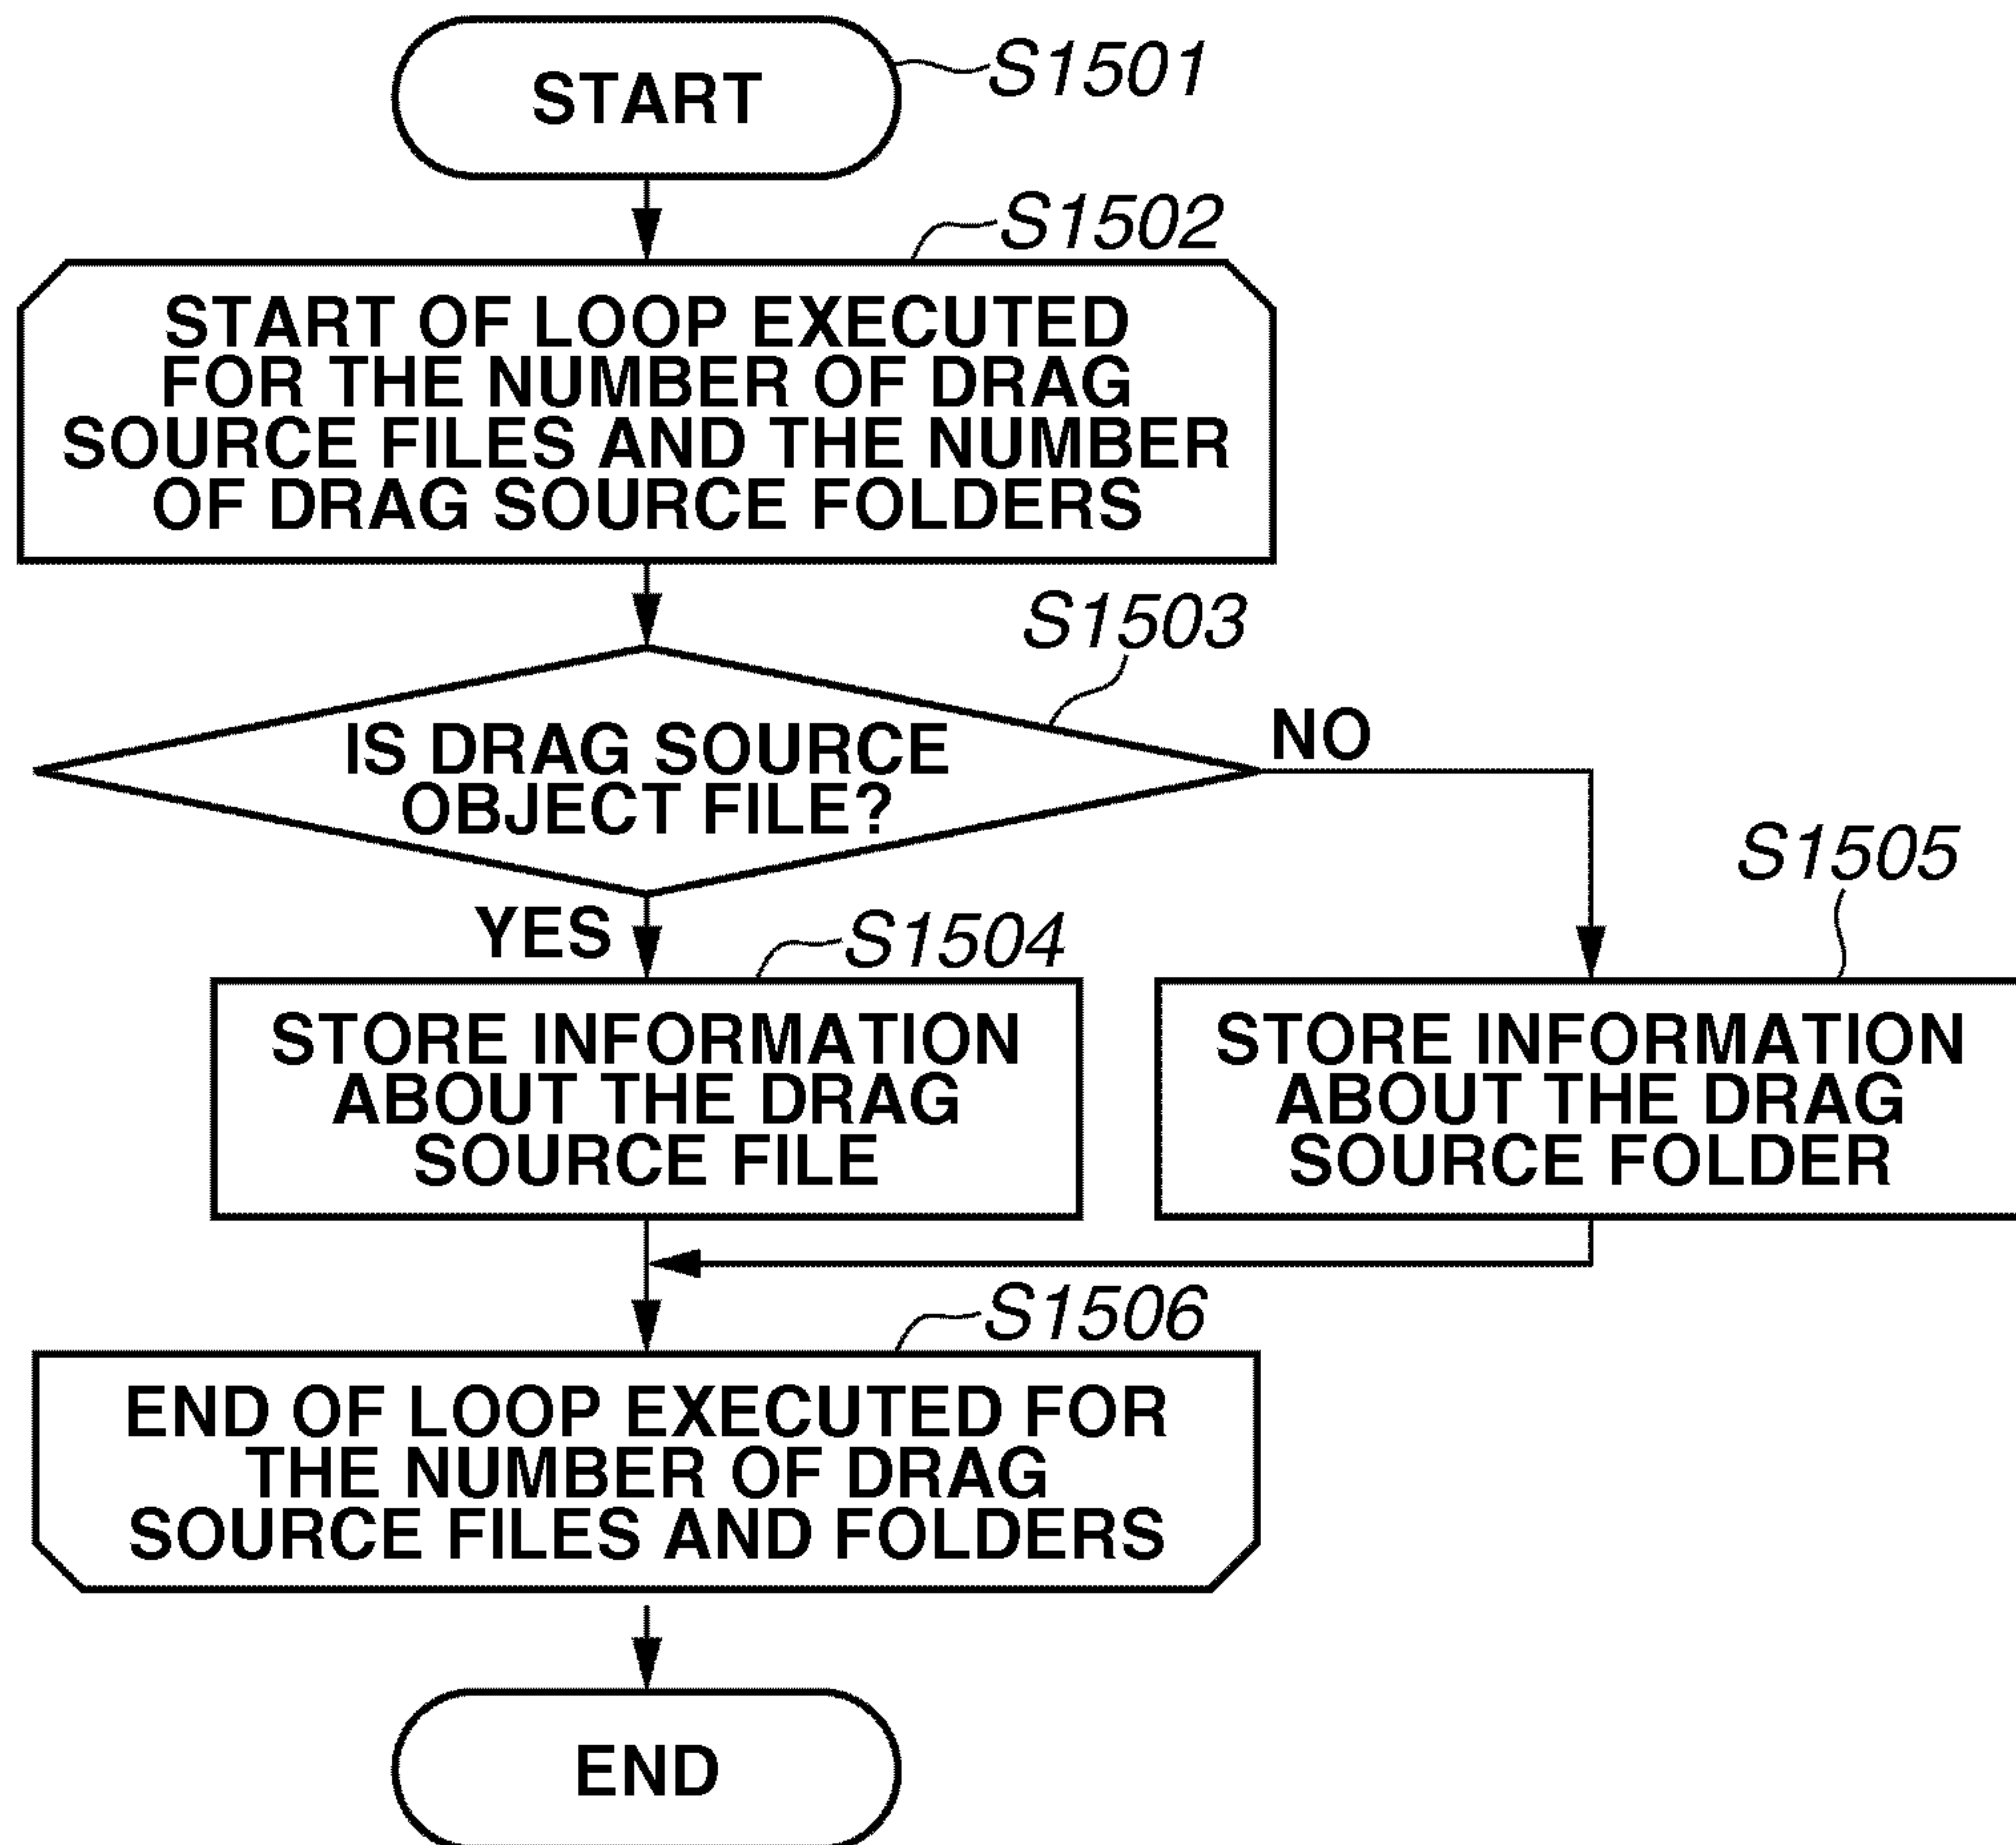 START
S1501
S1502
START OF LOOP EXECUTED
FOR THE NUMBER OF DRAG
SOURCE FILES AND THE NUMBER
OF DRAG SOURCE FOLDERS
S1503
IS DRAG SOURCE
OBJECT FILE?
NO
YES
S1504
S1505
STORE INFORMATION
ABOUT THE DRAG
SOURCE FILE
STORE INFORMATION
ABOUT THE DRAG
SOURCE FOLDER
S1506
END OF LOOP EXECUTED FOR
THE NUMBER OF DRAG
SOURCE FILES AND FOLDERS
END